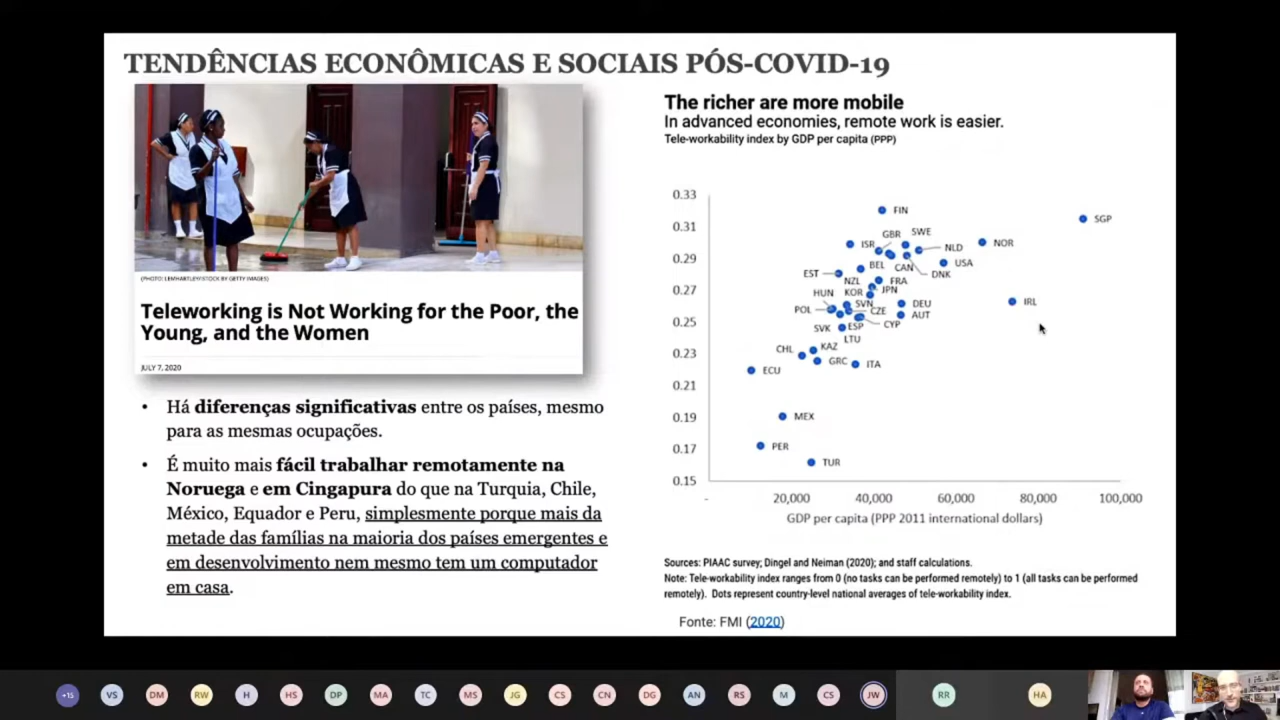 TENDÊNCIAS ECONÔMICAS E SOCIAIS PÓS-COVID-19
(PHOTO: LEMHARTLEY/ISTOCK BY GETTY IMAGES)
Teleworking is Not Working for the Poor, the
Young, and the Women
JULY 7, 2020
• Há diferenças significativas entre os países, mesmo
para as mesmas ocupações.
• É muito mais fácil trabalhar remotamente na
Noruega e em Cingapura do que na Turquia, Chile,
México, Equador e Peru, simplesmente porque mais da
metade das famílias na maioria dos países emergentes e
em desenvolvimento nem mesmo tem um computador
em casa.
The richer are more mobile
In advanced economies, remote work is easier.
Tele-workability index by GDP per capita (PPP)
0.33
0.31
0.29
0.27
0.25
0.23
0.21
0.19
0.17
0.15
FIN
SGP
GBR SWE
ISR
NLD
NOR
BEL CAN
DNK
USA
EST
NZL
FRA
HUN KOR JPN
POL
SVN
CZE
DEU
IRL
AUT
SVK ESP CYP
LTU
CHL KAZ
GRC ITA
ECU
MEX
PER
TUR
- 20,000 40,000 60,000 80,000 100,000
GDP per capita (PPP 2011 international dollars)
Sources: PIAAC survey; Dingel and Neiman (2020); and staff calculations.
Note: Tele-workability index ranges from 0 (no tasks can be performed remotely) to 1 (all tasks can be performed
remotely). Dots represent country-level national averages of tele-workability index.
Fonte: FMI (2020)
+15 VS DM RW H HS DP MA TC MS JG CS CN DG AN RS M CS JW RR HA